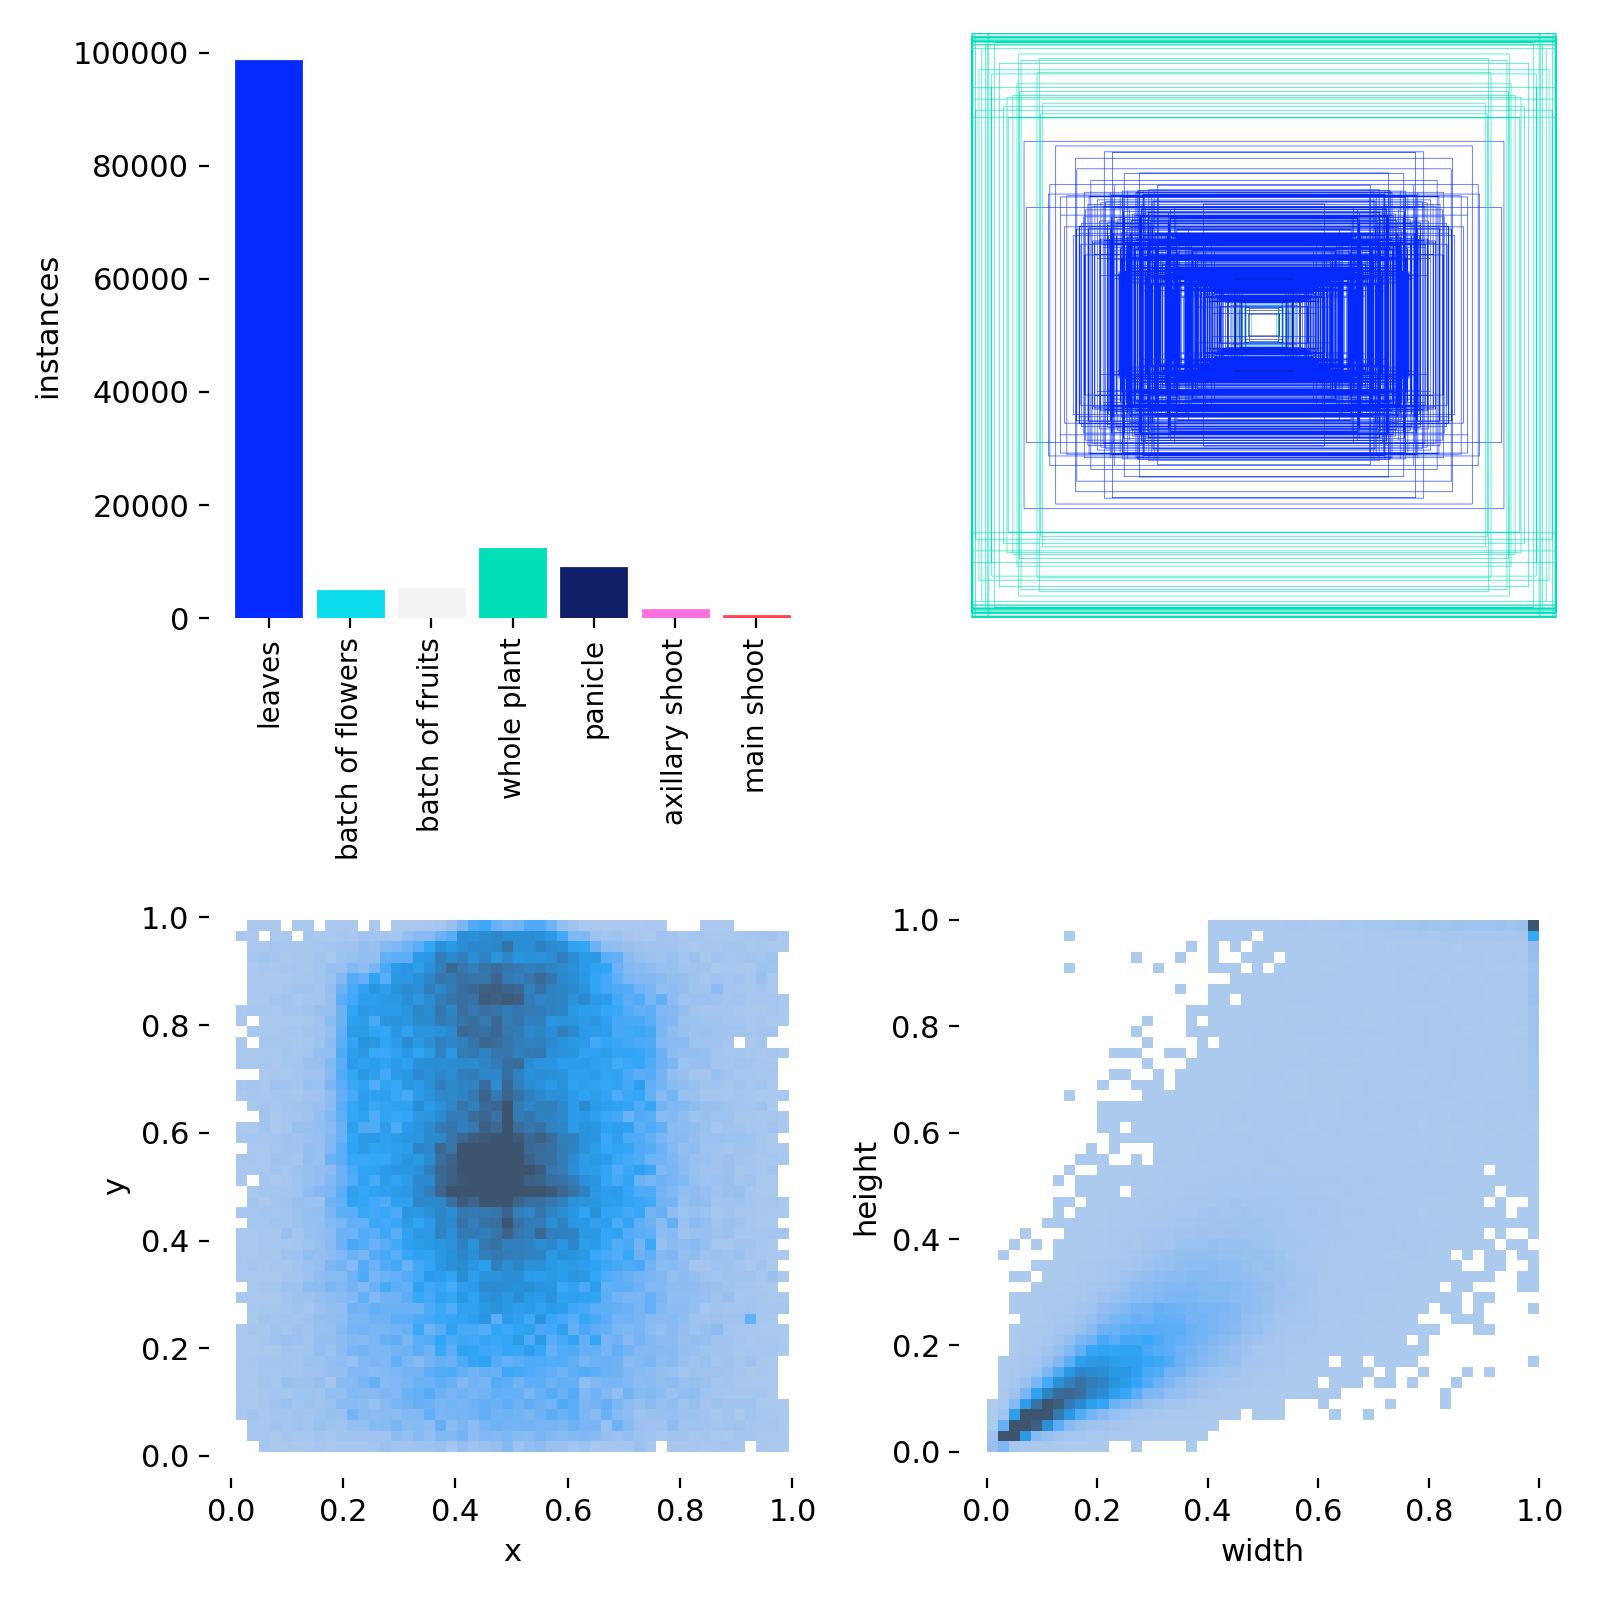 100000
80000
60000
40000
20000
0
instances
leaves
batch of flowers
batch of fruits
whole plant
panicle
axillary shoot
main shoot
1.0
0.8
0.6
0.4
0.2
0.0
y
0.0 0.2 0.4 0.6 0.8 1.0
x
1.0
0.8
0.6
0.4
0.2
0.0
height
0.0 0.2 0.4 0.6 0.8 1.0
width